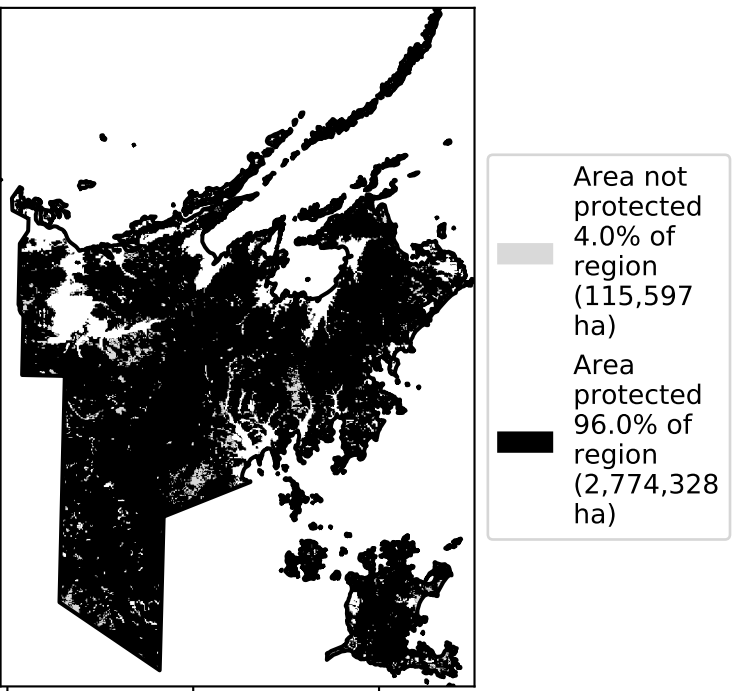 Area not
protected
4.0% of
region
(115,597
ha)
Area
protected
96.0% of
region
(2,774,328
ha)